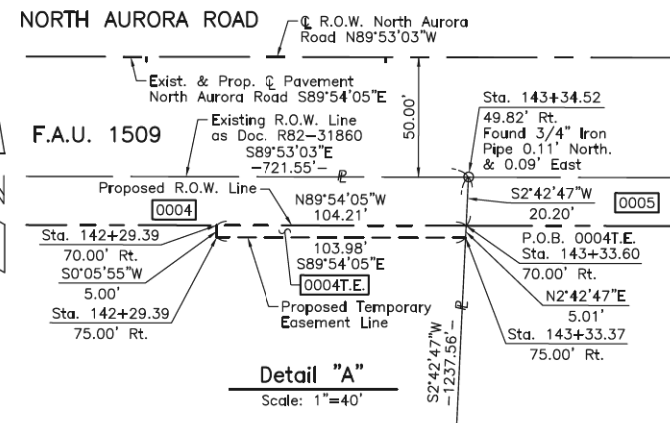 NORTH AURORA ROAD
℄ R.O.W. North Aurora
Road N89°53'03"W
Exist. & Prop. ℄ Pavement
North Aurora Road S89°54'05"E
F.A.U. 1509
Existing R.O.W. Line
as Doc. R82-31860
S89°53'03"E
-721.55'-
50.00'
Sta. 143+34.52
49.82' Rt.
Found 3/4" Iron
Pipe 0.11' North.
& 0.09' East
Proposed R.O.W. Line
0004
N89°54'05"W
104.21'
S2°42'47"W
20.20'
0005
Sta. 142+29.39
70.00' Rt.
S0°05'55"W
5.00'
Sta. 142+29.39
75.00' Rt.
103.98'
S89°54'05"E
0004T.E.
Proposed Temporary
Easement Line
P.O.B. 0004T.E.
Sta. 143+33.60
70.00' Rt.
N2°42'47"E
5.01'
Sta. 143+33.37
75.00' Rt.
S2°42'47"W
-1237.56'-
Detail "A"
Scale: 1"=40'